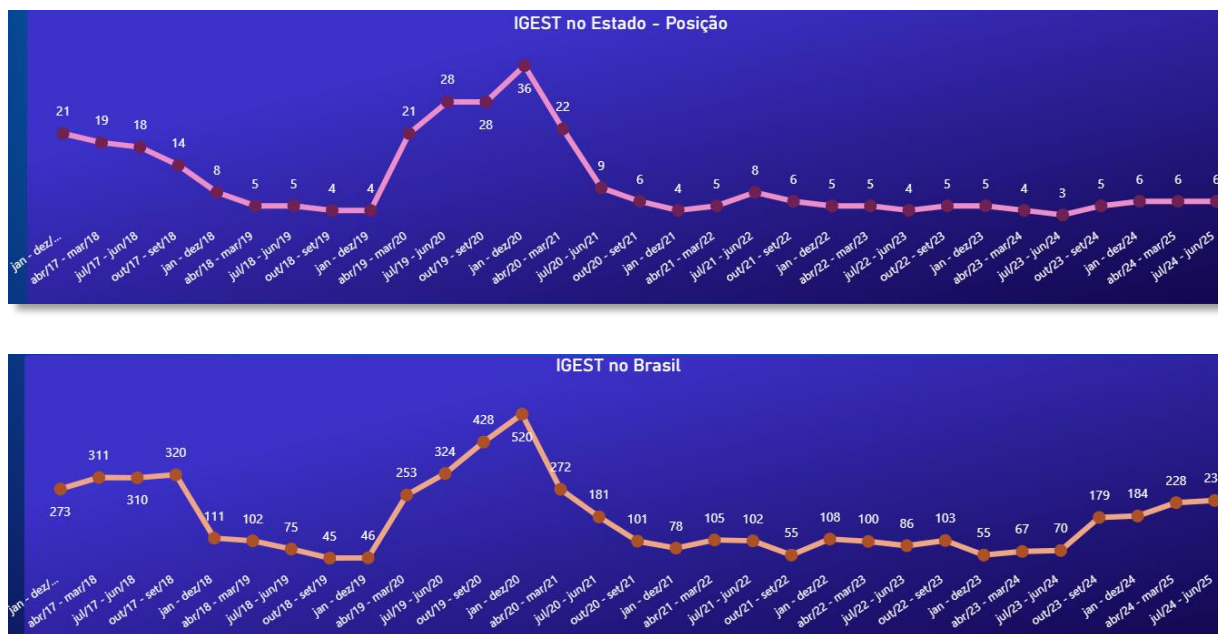 IGEST no Estado - Posição
21
19
18
14
8
5
5
4
4
21
28
28
36
22
9
6
4
5
8
6
5
5
4
5
5
4
3
5
6
6
6
jan - dez/...
abr/17 - mar/18
jul/17 - jun/18
out/17 - set/18
jan - dez/18
abr/18 - mar/19
jul/18 - jun/19
out/18 - set/19
jan - dez/19
abr/19 - mar/20
jul/19 - jun/20
out/19 - set/20
jan - dez/20
abr/20 - mar/21
jul/20 - jun/21
out/20 - set/21
jan - dez/21
abr/21 - mar/22
jul/21 - jun/22
out/21 - set/22
jan - dez/22
abr/22 - mar/23
jul/22 - jun/23
out/22 - set/23
jan - dez/23
abr/23 - mar/24
jul/23 - jun/24
out/23 - set/24
jan - dez/24
abr/24 - mar/25
jul/24 - jun/25
IGEST no Brasil
273
311
310
320
111
102
75
45
46
253
324
428
520
272
181
101
78
105
102
55
108
100
86
103
55
67
70
179
184
228
jan - dez/...
abr/17 - mar/18
jul/17 - jun/18
out/17 - set/18
jan - dez/18
abr/18 - mar/19
jul/18 - jun/19
out/18 - set/19
jan - dez/19
abr/19 - mar/20
jul/19 - jun/20
out/19 - set/20
jan - dez/20
abr/20 - mar/21
jul/20 - jun/21
out/20 - set/21
jan - dez/21
abr/21 - mar/22
jul/21 - jun/22
out/21 - set/22
jan - dez/22
abr/22 - mar/23
jul/22 - jun/23
out/22 - set/23
jan - dez/23
abr/23 - mar/24
jul/23 - jun/24
out/23 - set/24
jan - dez/24
abr/24 - mar/25
jul/24 - jun/25